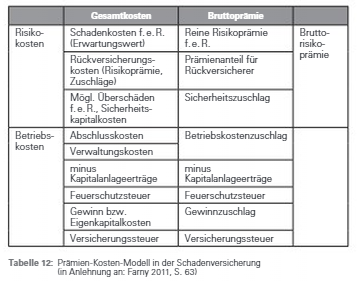 Gesamtkosten Bruttoprämie
Risiko- Schadenkosten f. e. R. Reine Risikoprämie Brutto-
kosten (Erwartungswert) f. e. R. risiko-
Rückversicherungs- Prämienanteil für prämie
kosten (Risikoprämie, Rückversicherer
Zuschläge)
Mögl. Überschäden Sicherheitszuschlag
f. e. R., Sicherheits-
kapitalkosten
Betriebs- Abschlusskosten Betriebskostenzuschlag
kosten Verwaltungskosten
minus minus
Kapitalanlageerträge Kapitalanlageerträge
Feuerschutzsteuer Feuerschutzsteuer
Gewinn bzw. Gewinnzuschlag
Eigenkapitalkosten
Versicherungssteuer Versicherungssteuer
Tabelle 12: Prämien-Kosten-Modell in der Schadenversicherung
(in Anlehnung an: Farny 2011, S. 63)